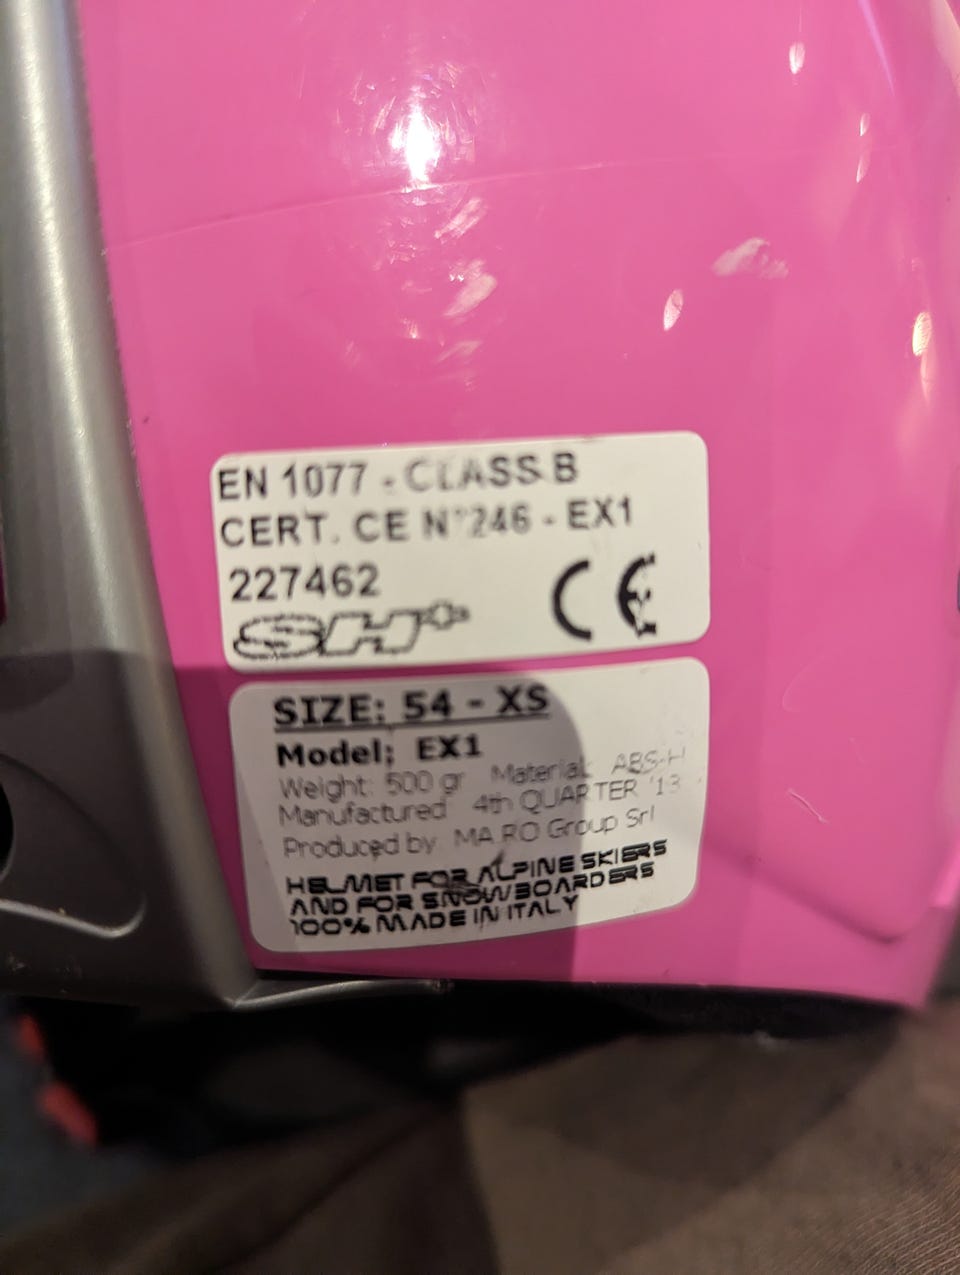 EN 1077 - CLASS B
CERT. CE N°246 - EX1
227462
SH+
CE
SIZE: 54 - XS
Model: EX1
Weight: 500 gr Material: ABS-H
Manufactured 4th QUARTER '13
Produced by MA.RO Group Srl
HELMET FOR ALPINE SKIERS
AND FOR SNOWBOARDERS
100% MADE IN ITALY